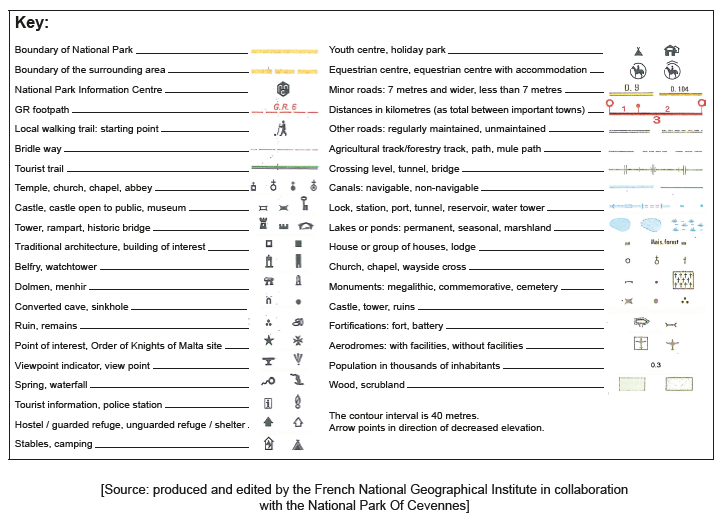 Key:
Boundary of National Park
Boundary of the surrounding area
National Park Information Centre
GR footpath
G.R. 6
Local walking trail: starting point
Bridle way
Tourist trail
Temple, church, chapel, abbey
Castle, castle open to public, museum
Tower, rampart, historic bridge
Traditional architecture, building of interest
Belfry, watchtower
Dolmen, menhir
Converted cave, sinkhole
Ruin, remains
Point of interest, Order of Knights of Malta site
Viewpoint indicator, view point
Spring, waterfall
Tourist information, police station
Hostel / guarded refuge, unguarded refuge / shelter
Stables, camping
Youth centre, holiday park
Equestrian centre, equestrian centre with accommodation
Minor roads: 7 metres and wider, less than 7 metres
D. 9 D. 104
Distances in kilometres (as total between important towns)
1 2
3
Other roads: regularly maintained, unmaintained
Agricultural track/forestry track, path, mule path
Crossing level, tunnel, bridge
Canals: navigable, non-navigable
Lock, station, port, tunnel, reservoir, water tower
Lakes or ponds: permanent, seasonal, marshland
House or group of houses, lodge
Mais. forest
Church, chapel, wayside cross
Monuments: megalithic, commemorative, cemetery
Castle, tower, ruins
Fortifications: fort, battery
Aerodromes: with facilities, without facilities
Population in thousands of inhabitants
0.3
Wood, scrubland
The contour interval is 40 metres.
Arrow points in direction of decreased elevation.
[Source: produced and edited by the French National Geographical Institute in collaboration
with the National Park Of Cevennes]